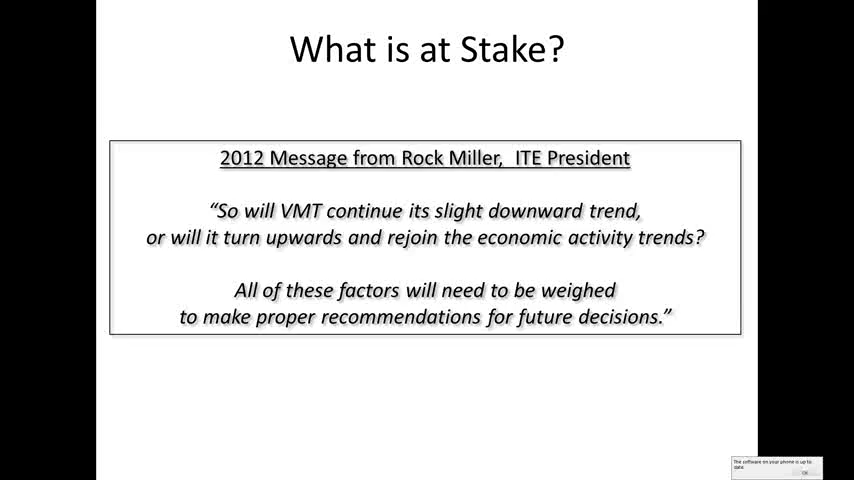 What is at Stake?
2012 Message from Rock Miller,  ITE President
“So will VMT continue its slight downward trend,
or will it turn upwards and rejoin the economic activity trends?
All of these factors will need to be weighed
to make proper recommendations for future decisions.”
The software on your phone is up to
date.
OK